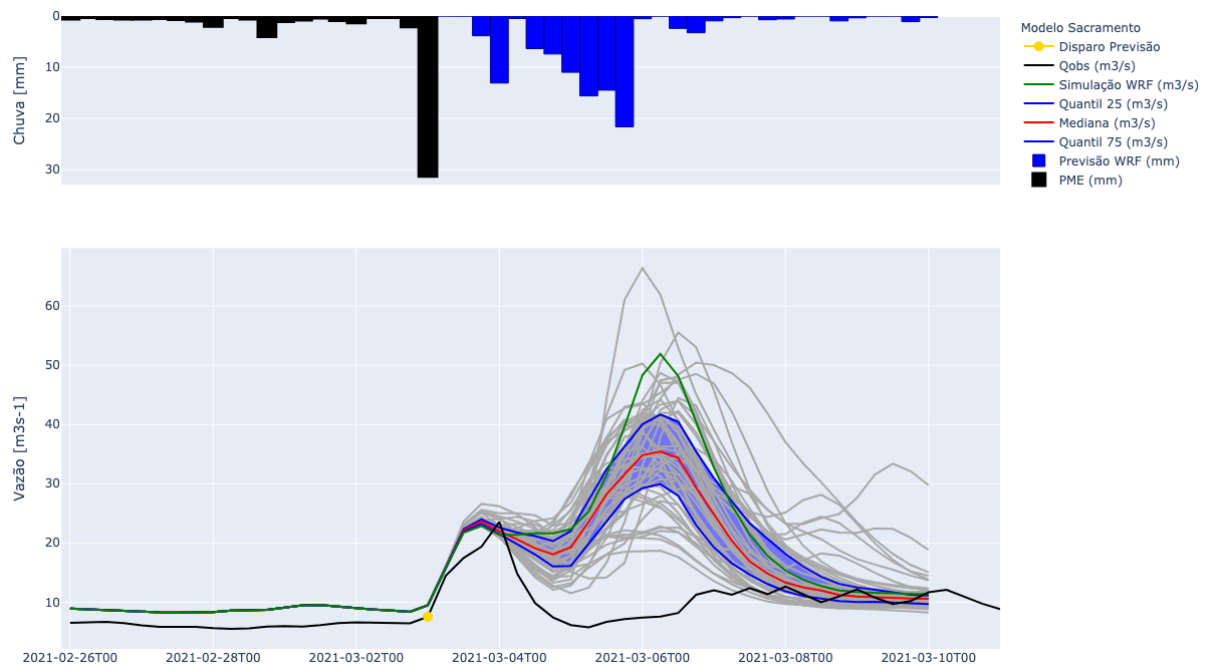 0
10
20
30
Chuva [mm]
Modelo Sacramento
Disparo Previsão
Qobs (m3/s)
Simulação WRF (m3/s)
Quantil 25 (m3/s)
Mediana (m3/s)
Quantil 75 (m3/s)
Previsão WRF (mm)
PME (mm)
60
50
40
30
20
10
Vazão [m3s-1]
2021-02-26T00
2021-02-28T00
2021-03-02T00
2021-03-04T00
2021-03-06T00
2021-03-08T00
2021-03-10T00